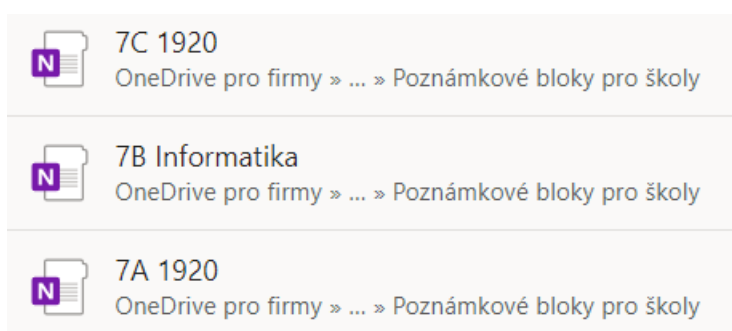 N
7C 1920
OneDrive pro firmy » ... » Poznámkové bloky pro školy
N
7B Informatika
OneDrive pro firmy » ... » Poznámkové bloky pro školy
N
7A 1920
OneDrive pro firmy » ... » Poznámkové bloky pro školy